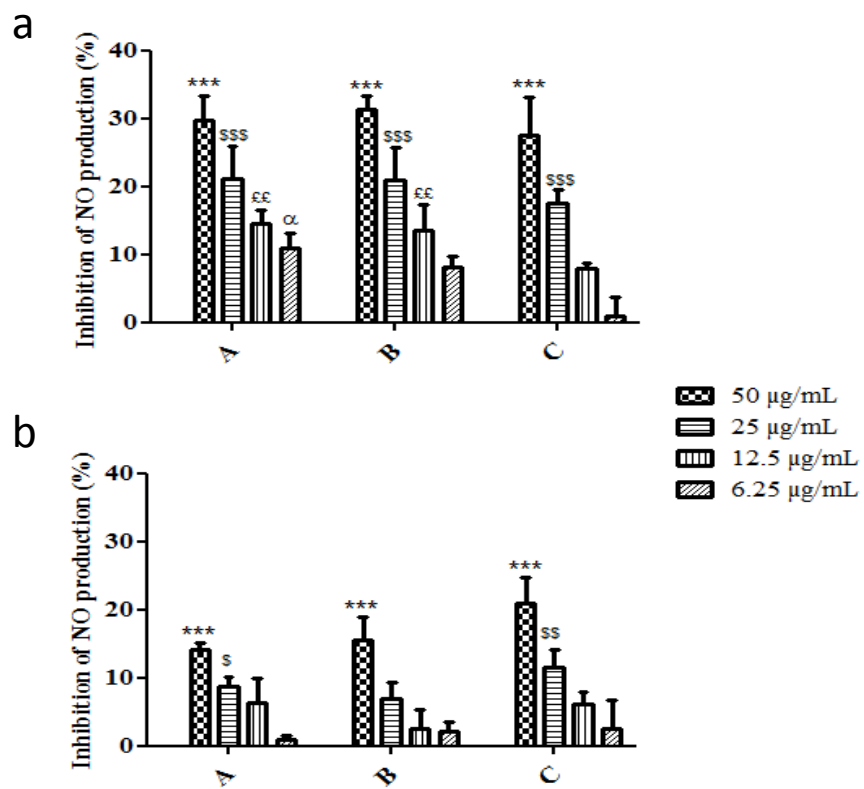 a
Inhibition of NO production (%)
40
30
20
10
0
***
$$$
££
α
***
$$$
££
***
$$$
A
B
C
50 µg/mL
25 µg/mL
12.5 µg/mL
6.25 µg/mL
b
Inhibition of NO production (%)
40
30
20
10
0
***
$
***
***
$$
A
B
C